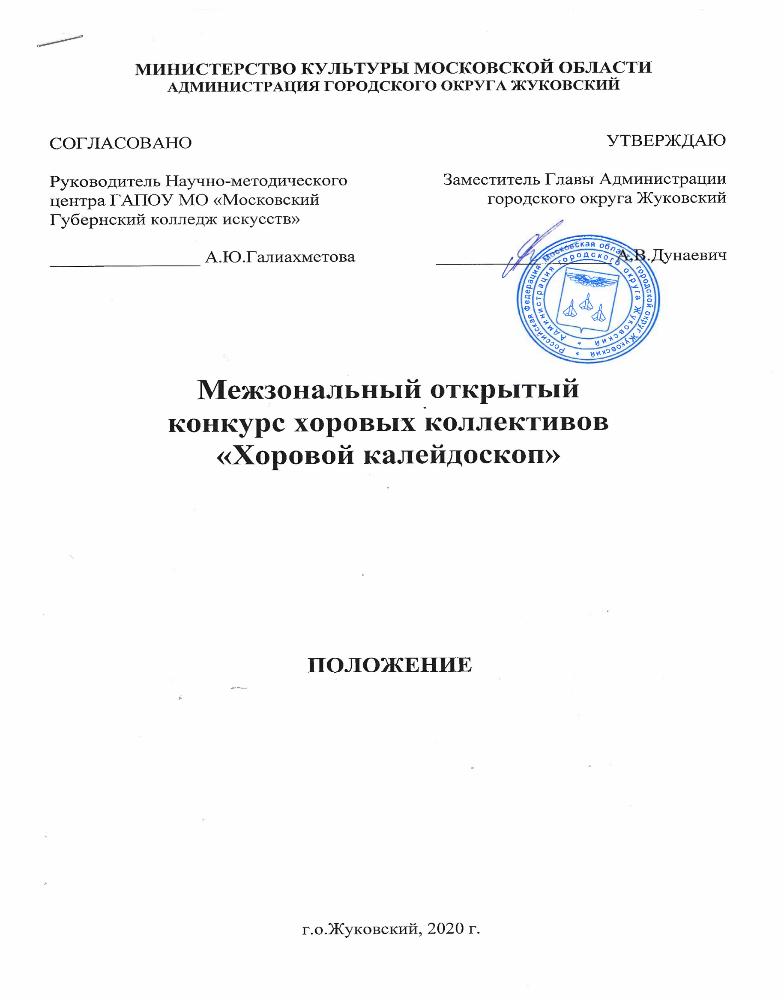 МИНИСТЕРСТВО КУЛЬТУРЫ МОСКОВСКОЙ ОБЛАСТИ
АДМИНИСТРАЦИЯ ГОРОДСКОГО ОКРУГА ЖУКОВСКИЙ
СОГЛАСОВАНО
Руководитель Научно-методического
центра ГАПОУ МО «Московский
Губернский колледж искусств»
А.Ю.Галиахметова
УТВЕРЖДАЮ
Заместитель Главы Администрации
городского округа Жуковский
А.В.Дунаевич
Российская Федерация Московская область городской округ Жуковский *
Администрация городского округа Жуковский *
Межзональный открытый
конкурс хоровых коллективов
«Хоровой калейдоскоп»
ПОЛОЖЕНИЕ
г.о.Жуковский, 2020 г.